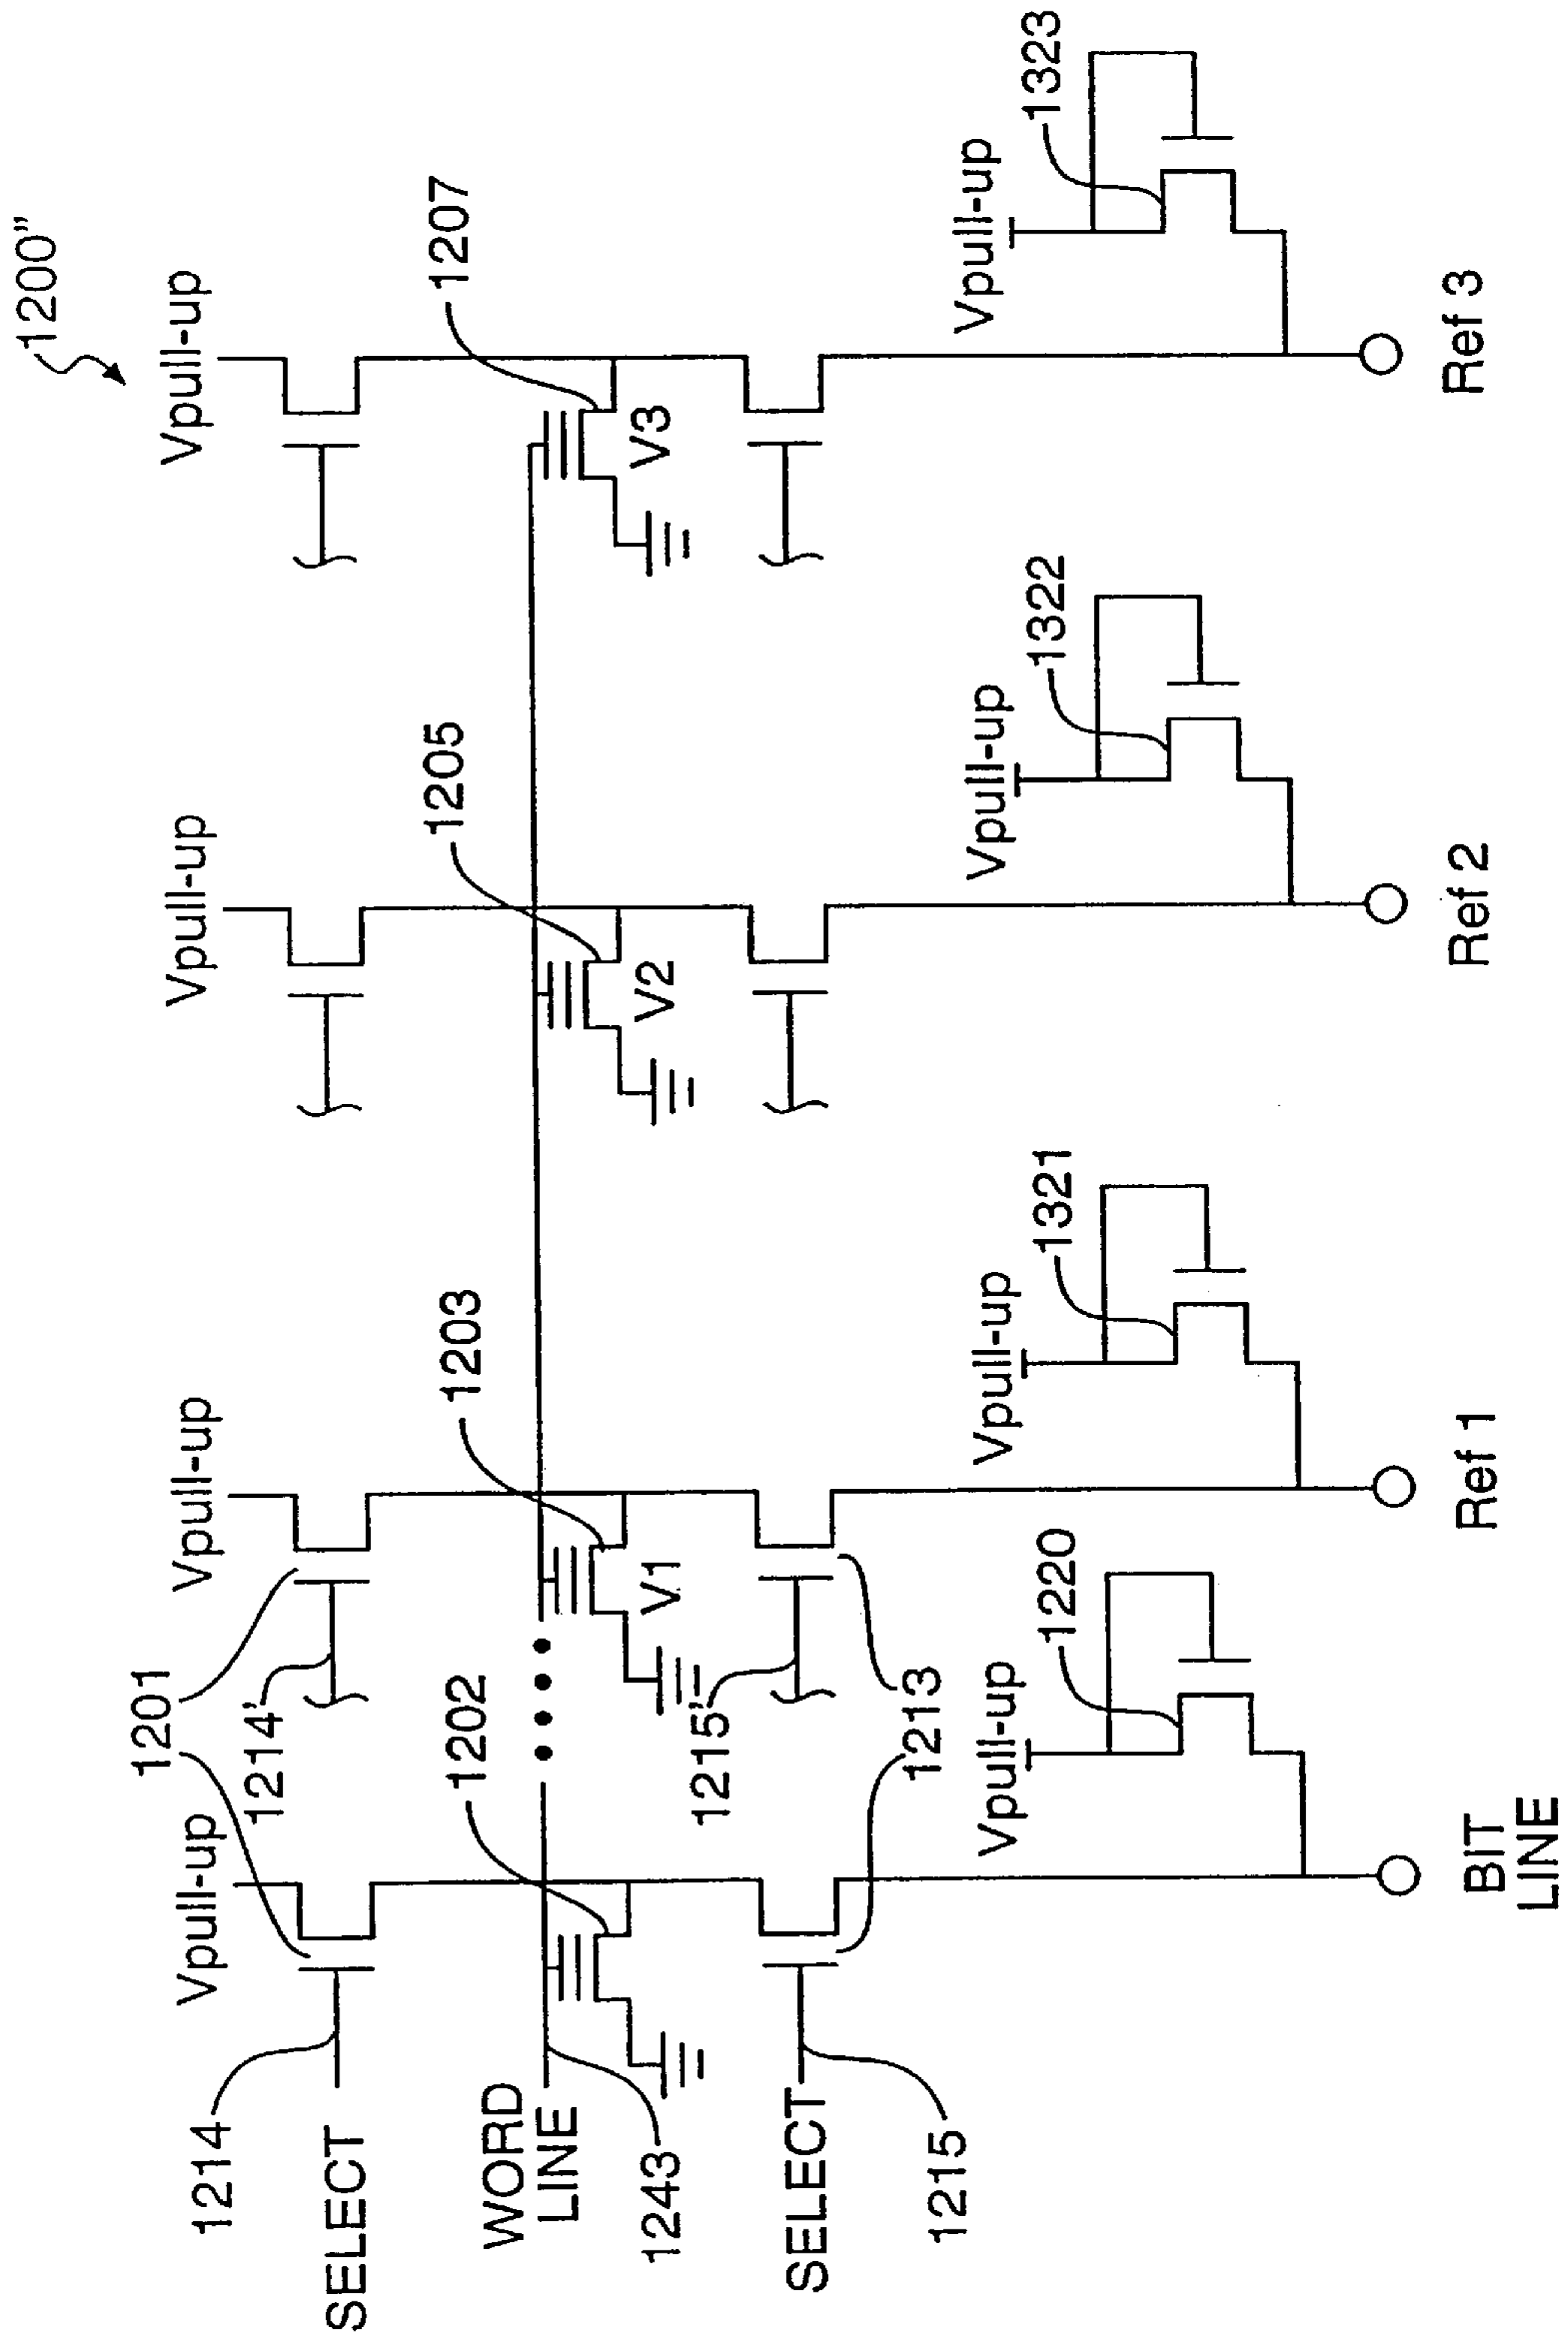 1200"
Vpull-up
Vpull-up
Vpull-up
Vpull-up
1201
1214
1214'
SELECT
WORD
LINE
1243
1202
1203
1205
1207
V1
V2
V3
SELECT
1215
1215'
1213
Vpull-up
Vpull-up
Vpull-up
Vpull-up
1220
1321
1322
1323
BIT
LINE
Ref 1
Ref 2
Ref 3